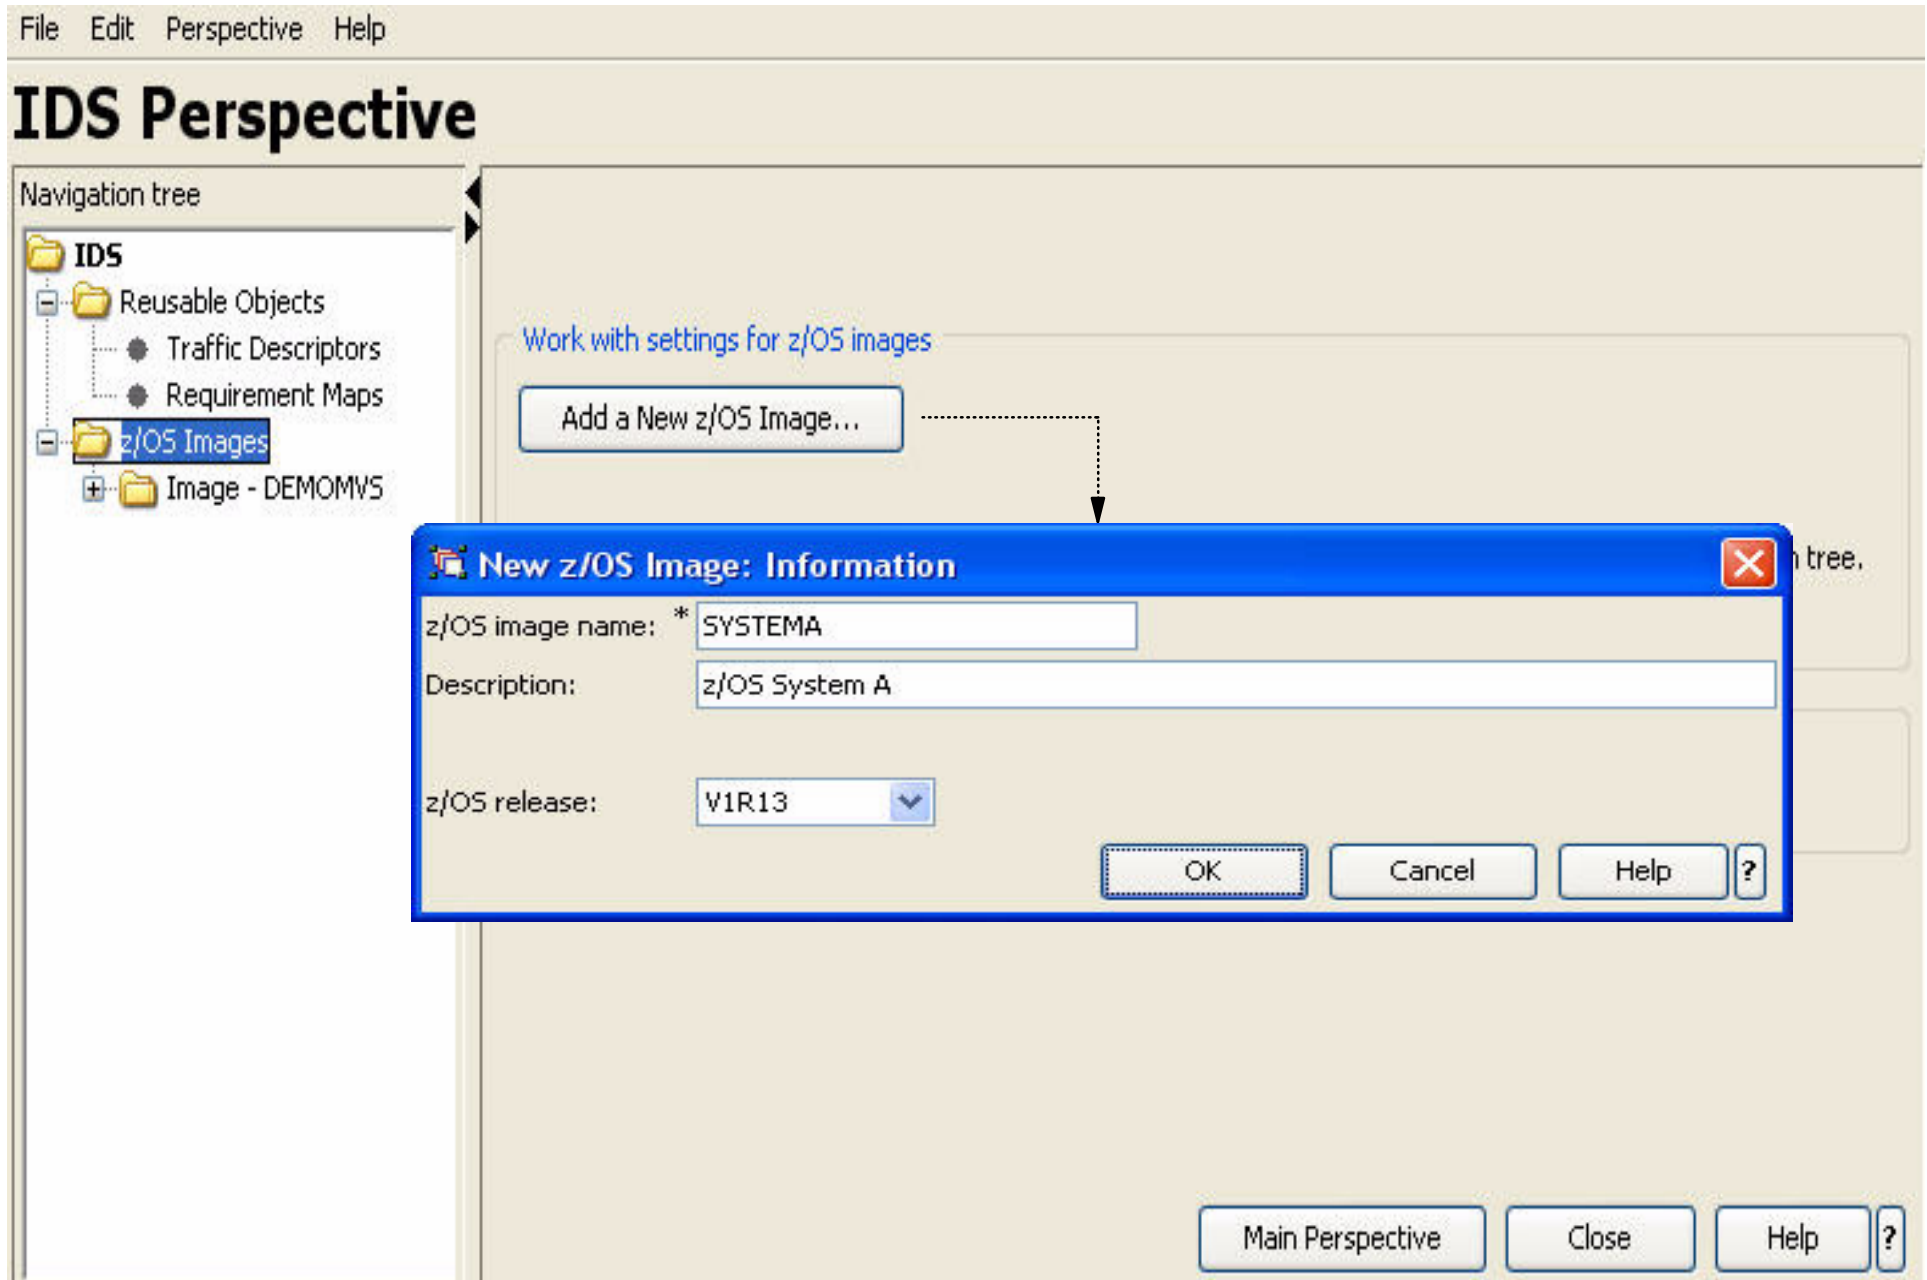 File Edit Perspective Help
IDS Perspective
Navigation tree
IDS
Reusable Objects
Traffic Descriptors
Requirement Maps
z/OS Images
Image - DEMOMVS
Work with settings for z/OS images
Add a New z/OS Image...
tree.
New z/OS Image: Information
z/OS image name: * SYSTEMA
Description: z/OS System A
z/OS release: V1R13
OK Cancel Help ?
Main Perspective Close Help ?